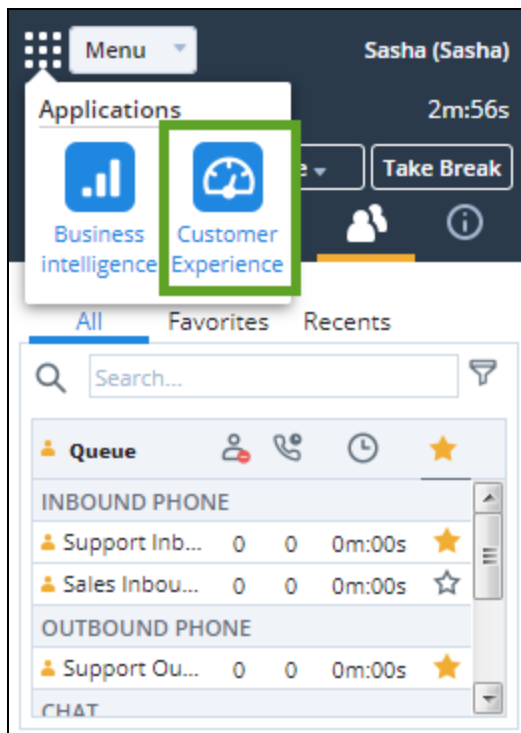 Menu
Sasha (Sasha)
Applications
2m:56s
Take Break
Business
intelligence
Customer
Experience
All Favorites Recents
Search...
Queue
INBOUND PHONE
Support Inb... 0 0 0m:00s
Sales Inbou... 0 0 0m:00s
OUTBOUND PHONE
Support Ou... 0 0 0m:00s
CHAT